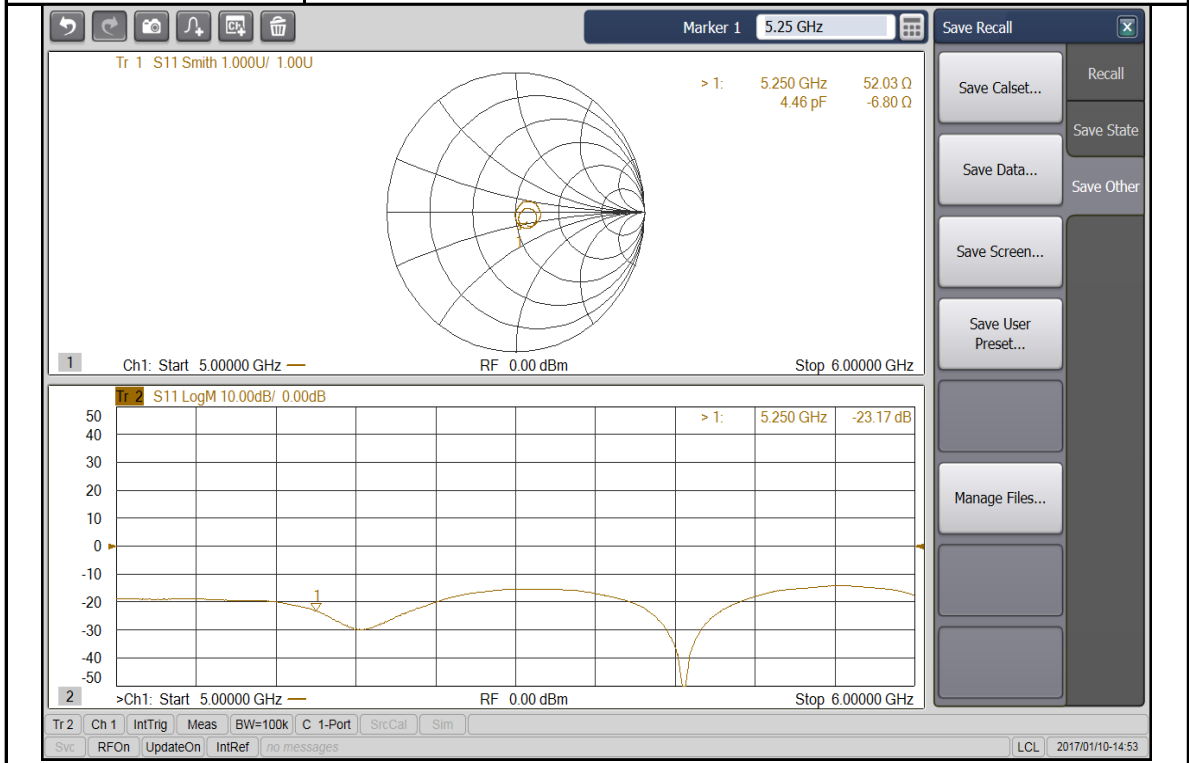 Marker 1 5.25 GHz
Save Recall X
Tr 1 S11 Smith 1.000U/ 1.00U
> 1: 5.250 GHz 52.03 Ω
4.46 pF -6.80 Ω
1
1 Ch1: Start 5.00000 GHz — RF 0.00 dBm Stop 6.00000 GHz
Tr 2 S11 LogM 10.00dB/ 0.00dB
> 1: 5.250 GHz -23.17 dB
50
40
30
20
10
0
-10
-20
-30
-40
-50
1
2 >Ch1: Start 5.00000 GHz — RF 0.00 dBm Stop 6.00000 GHz
Save Calset...
Save Data...
Save Screen...
Save User
Preset...
Manage Files...
Recall
Save State
Save Other
Tr 2 Ch 1 IntTrig Meas BW=100k C 1-Port SrcCal Sim
Svc RFOn UpdateOn IntRef no messages LCL 2017/01/10-14:53